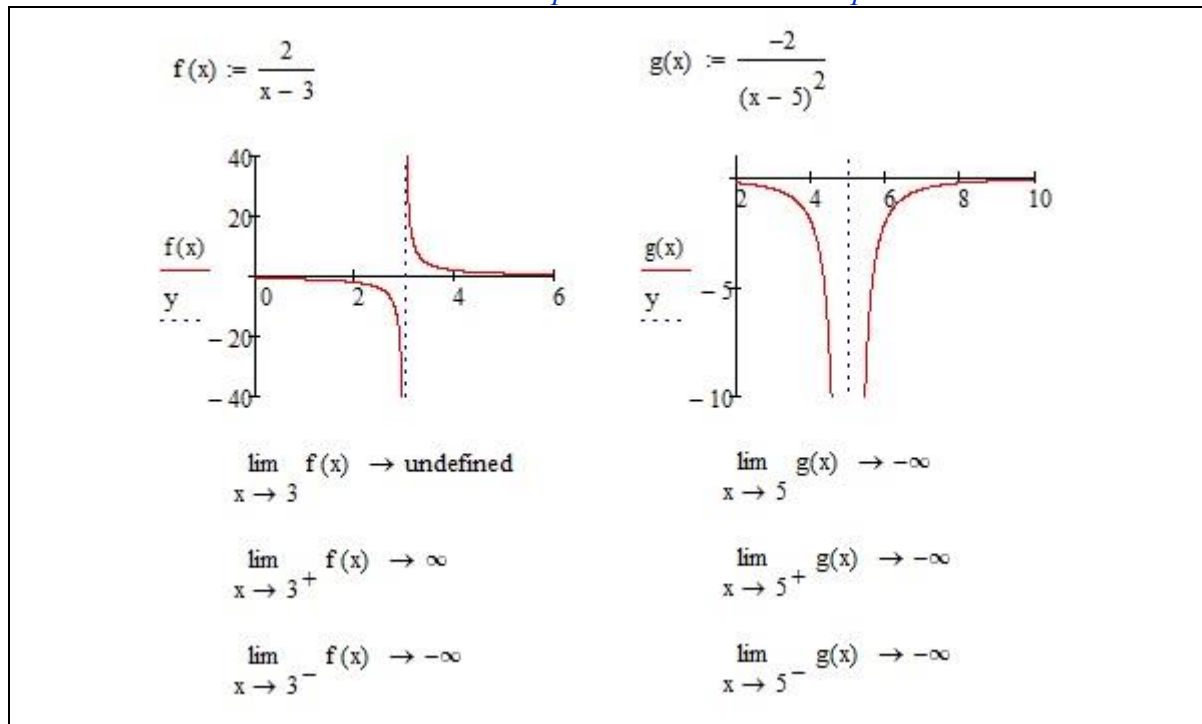 f(x) := 2/(x − 3)
40
20
f(x)
y
0 2 4 6
−20
−40
lim f(x) → undefined
x → 3
lim f(x) → ∞
x → 3⁺
lim f(x) → −∞
x → 3⁻
g(x) := −2/(x − 5)²
2 4 6 8 10
g(x)
y
−5
−10
lim g(x) → −∞
x → 5
lim g(x) → −∞
x → 5⁺
lim g(x) → −∞
x → 5⁻